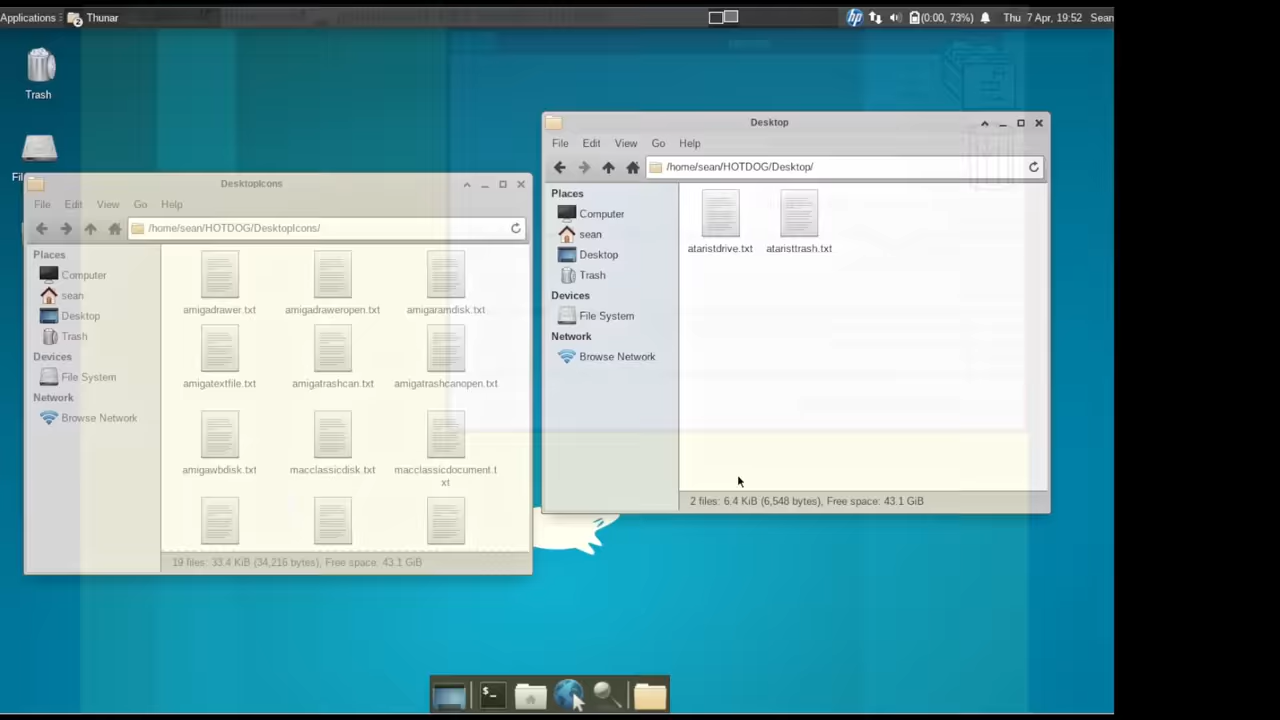 Applications Thunar (0:00, 73%) Thu 7 Apr, 19:52 Sean
Trash
Desktop
File Edit View Go Help
/home/sean/HOTDOG/Desktop/
Places
Computer
sean
Desktop
Trash
Devices
File System
Network
Browse Network
ataristdrive.txt ataristtrash.txt
2 files: 6.4 KiB (6,548 bytes), Free space: 43.1 GiB
DesktopIcons
File Edit View Go Help
/home/sean/HOTDOG/DesktopIcons/
Places
Computer
sean
Desktop
Trash
Devices
File System
Network
Browse Network
amigadrawer.txt amigadraweropen.txt amigaramdisk.txt
amigatextfile.txt amigatrashcan.txt amigatrashcanopen.txt
amigawbdisk.txt macclassicdisk.txt macclassicdocument.t
xt
19 files: 33.4 KiB (34,216 bytes), Free space: 43.1 GiB